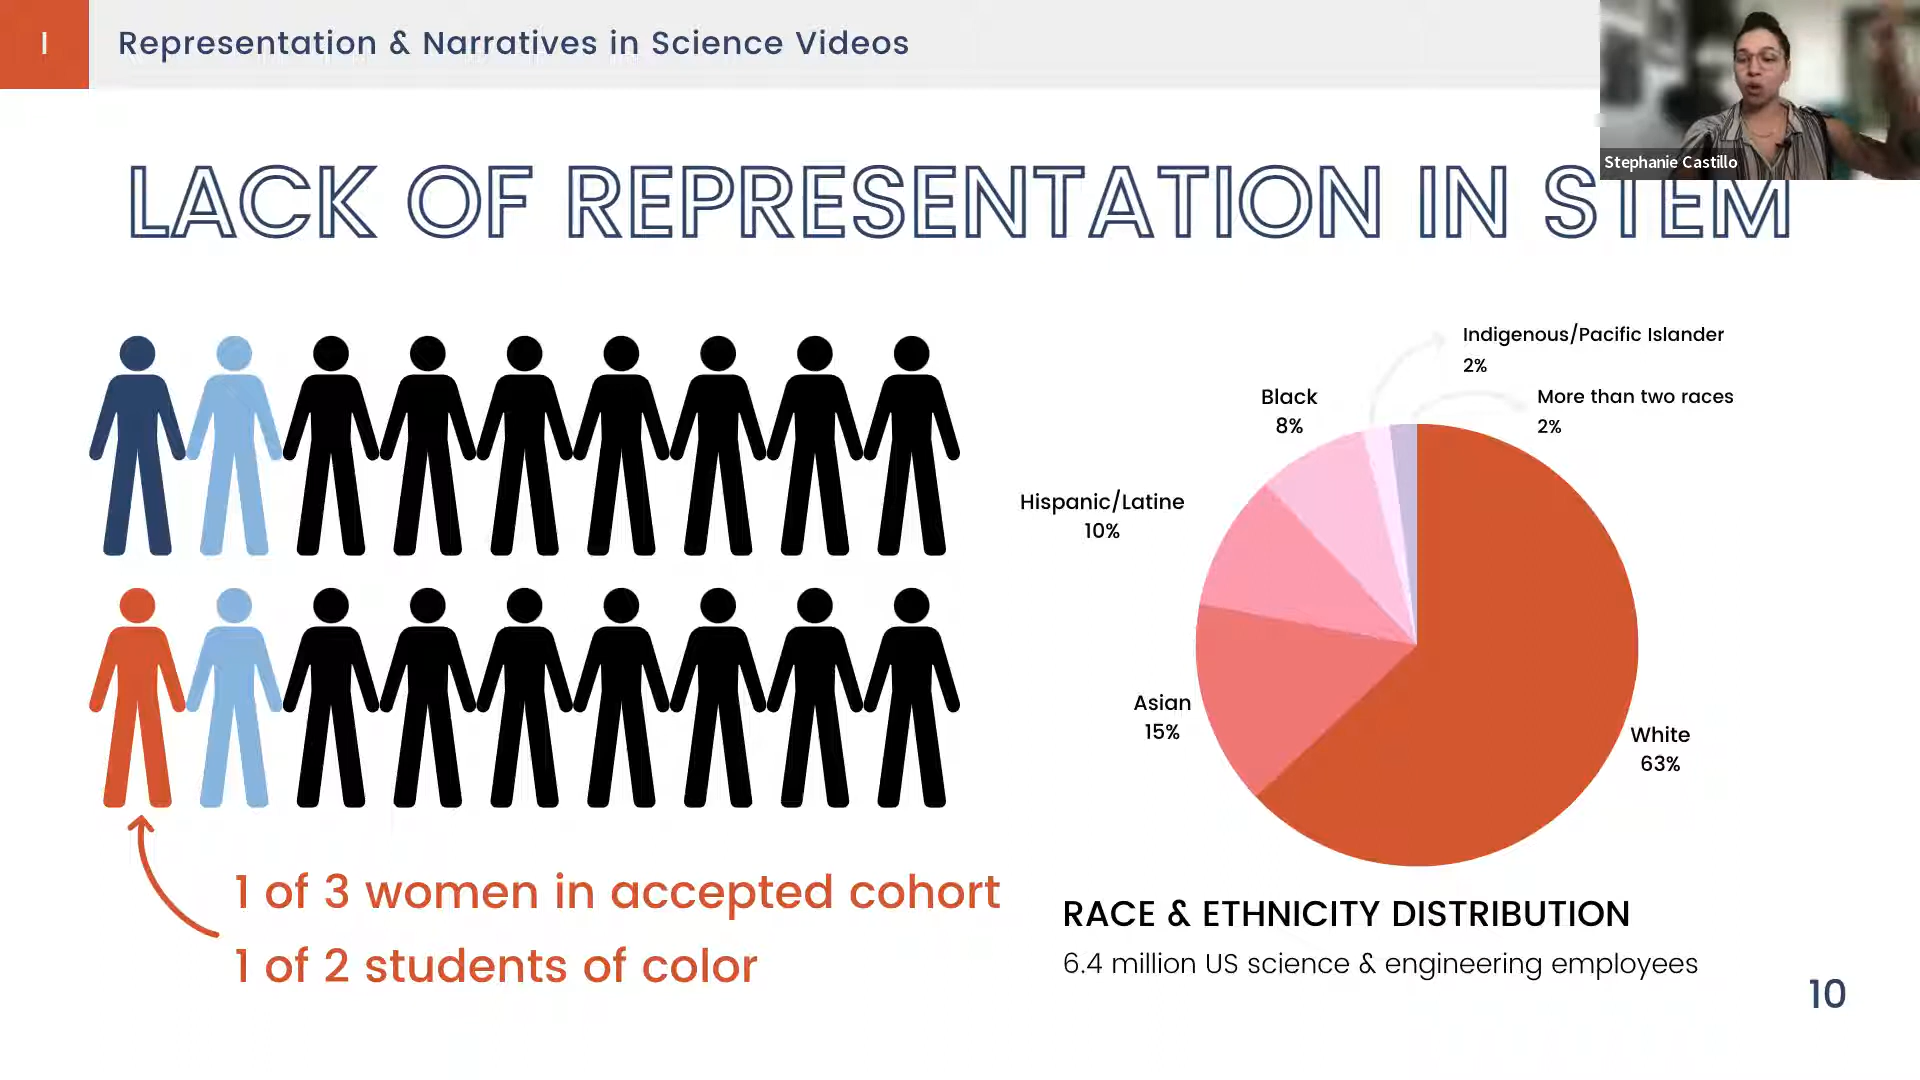 I
Representation & Narratives in Science Videos
Stephanie Castillo
LACK OF REPRESENTATION IN STEM
Indigenous/Pacific Islander
2%
More than two races
2%
Black
8%
Hispanic/Latine
10%
Asian
15%
White
63%
1 of 3 women in accepted cohort
1 of 2 students of color
RACE & ETHNICITY DISTRIBUTION
6.4 million US science & engineering employees
10